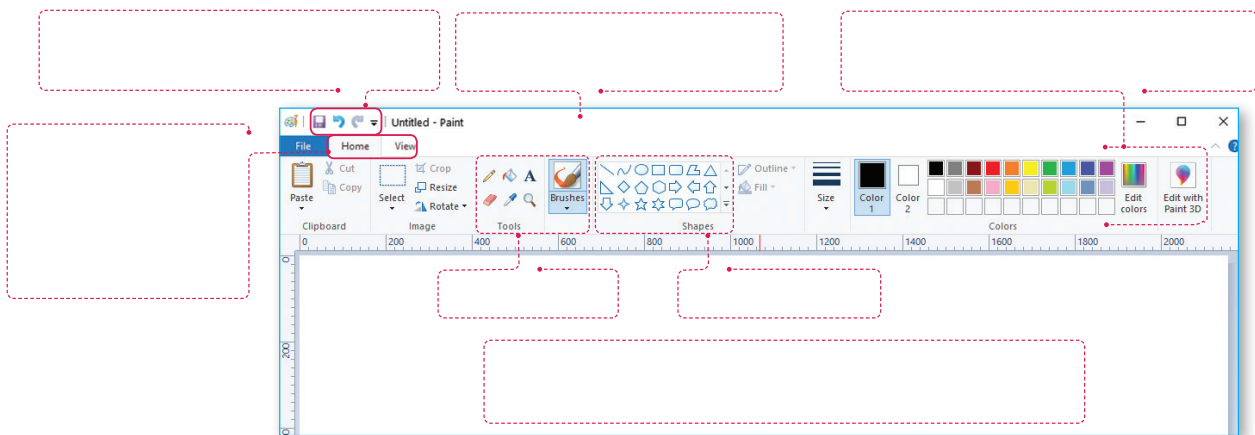 Untitled - Paint
File Home View
Cut
Copy
Paste
Clipboard
Select
Crop
Resize
Rotate
Image
A
Tools
Brushes
Outline
Fill
Shapes
Size
Color
1
Color
2
Edit
colors
Colors
Edit with
Paint 3D
0 200 400 600 800 1000 1200 1400 1600 1800 2000
0
200